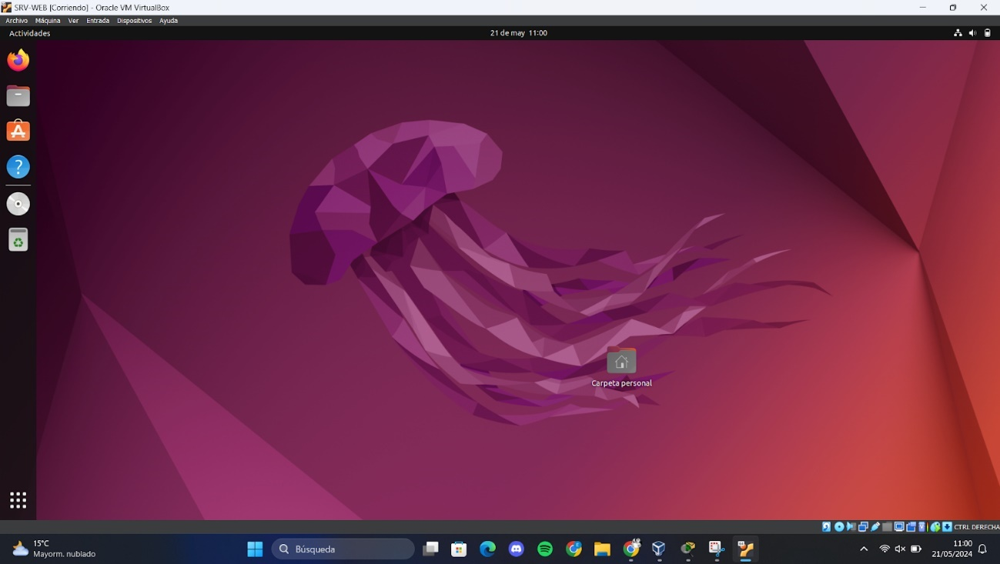 SRV-WEB [Corriendo] - Oracle VM VirtualBox
Archivo Máquina Ver Entrada Dispositivos Ayuda
Actividades 21 de may 11:00
Carpeta personal
CTRL DERECHA
15°C
Mayorm. nublado
Búsqueda
11:00
21/05/2024